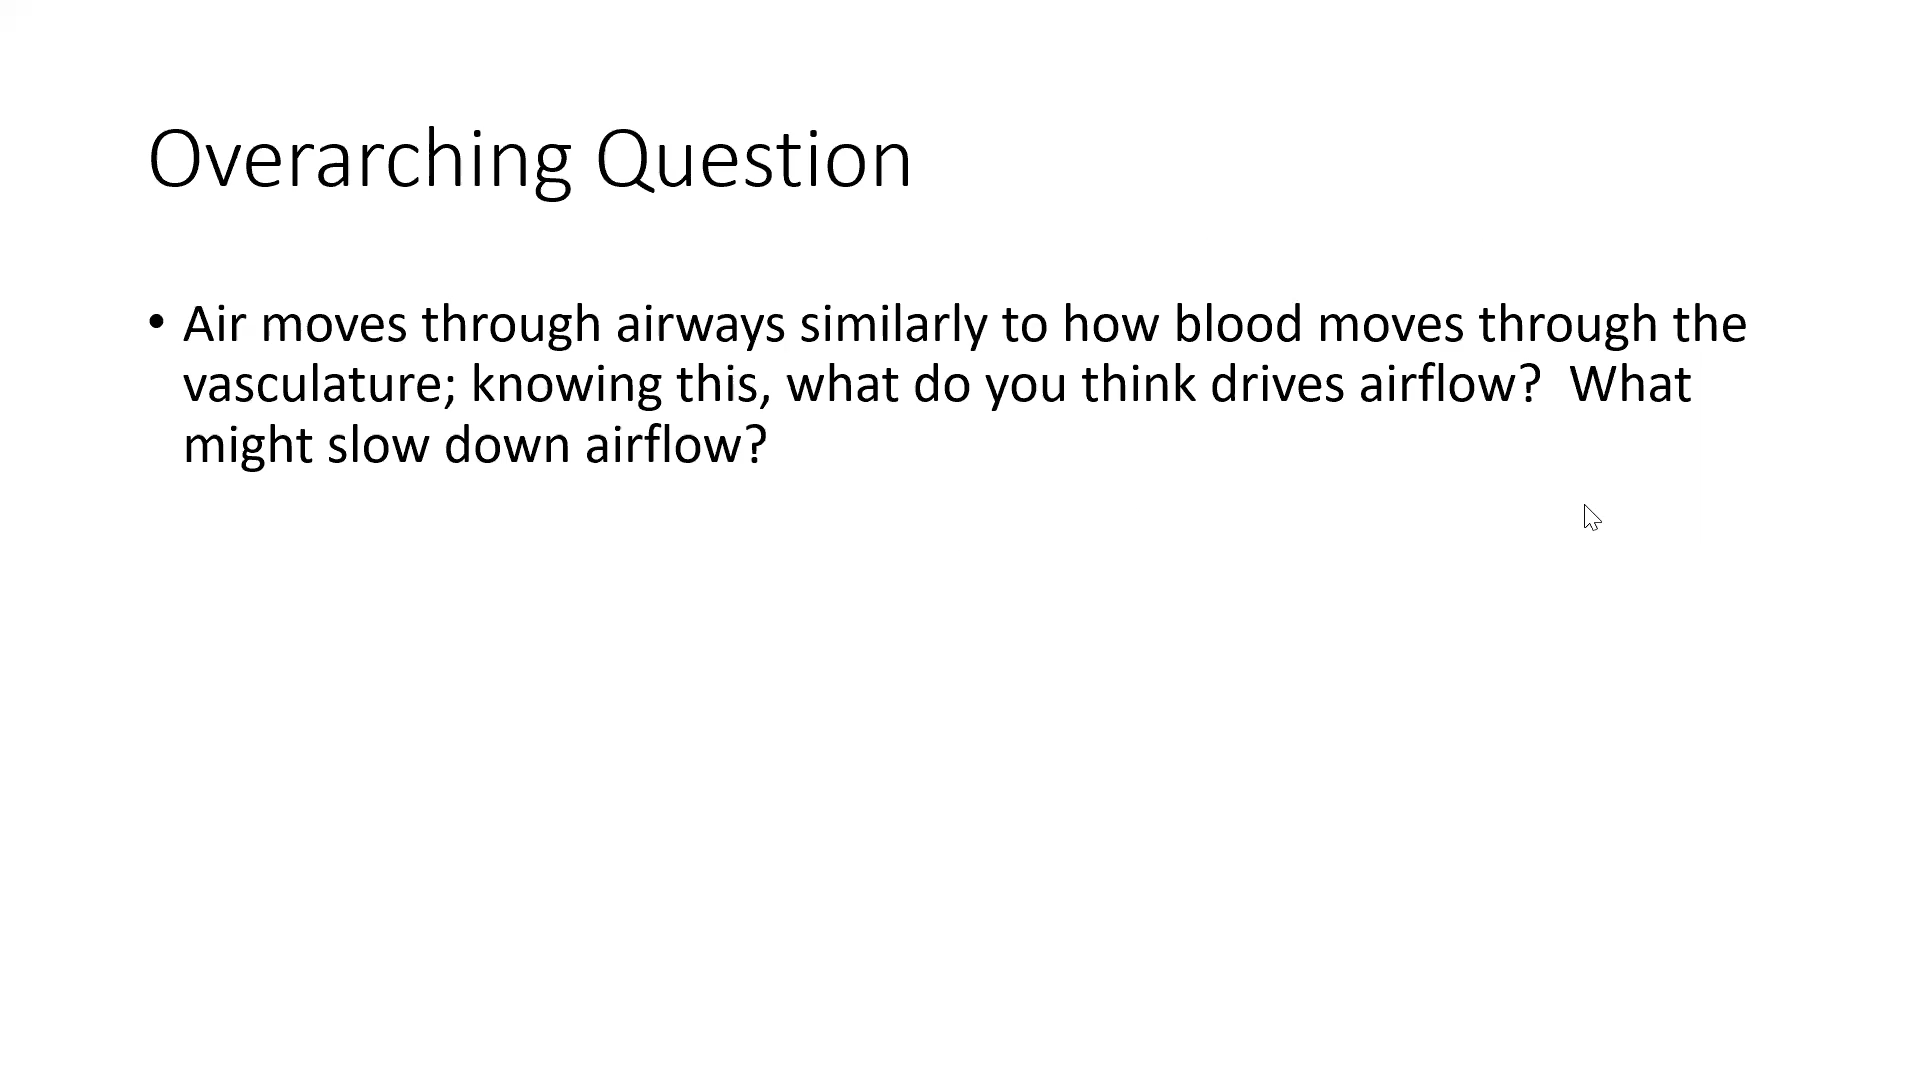 Overarching Question
• Air moves through airways similarly to how blood moves through the
vasculature; knowing this, what do you think drives airflow?  What
might slow down airflow?